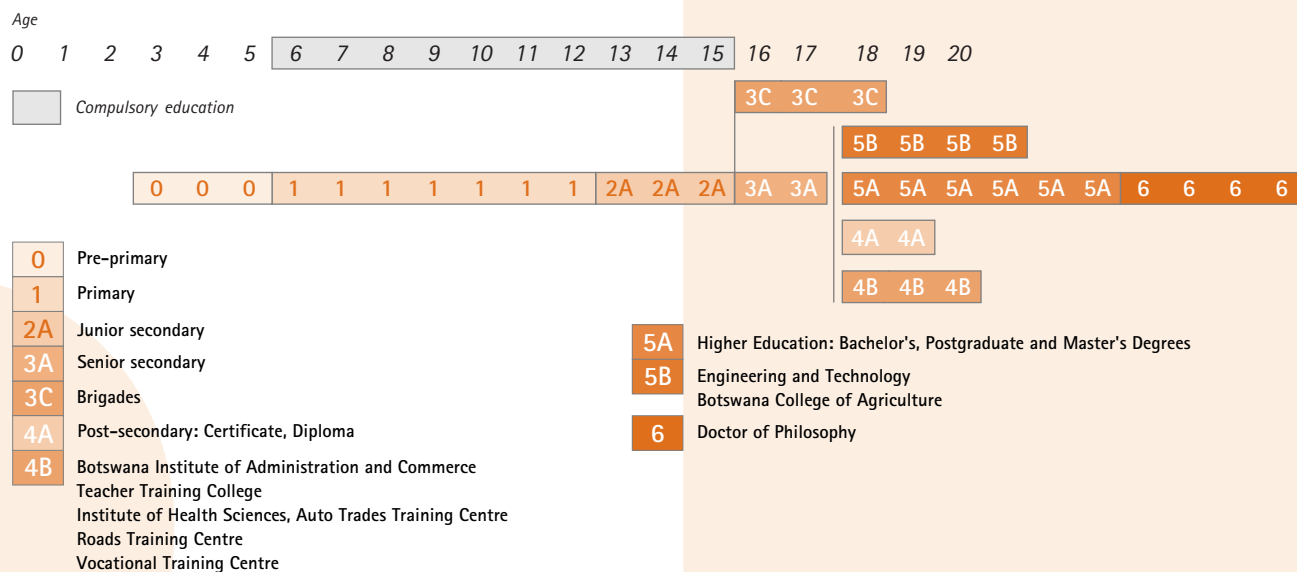 Age
0 1 2 3 4 5 6 7 8 9 10 11 12 13 14 15 16 17 18 19 20
Compulsory education
3C 3C 3C
5B 5B 5B 5B
0 0 0 1 1 1 1 1 1 1 2A 2A 2A 3A 3A 5A 5A 5A 5A 5A 5A 6 6 6 6
4A 4A
4B 4B 4B
0 Pre-primary
1 Primary
2A Junior secondary
3A Senior secondary
3C Brigades
4A Post-secondary: Certificate, Diploma
4B Botswana Institute of Administration and Commerce
Teacher Training College
Institute of Health Sciences, Auto Trades Training Centre
Roads Training Centre
Vocational Training Centre
5A Higher Education: Bachelor's, Postgraduate and Master's Degrees
5B Engineering and Technology
Botswana College of Agriculture
6 Doctor of Philosophy